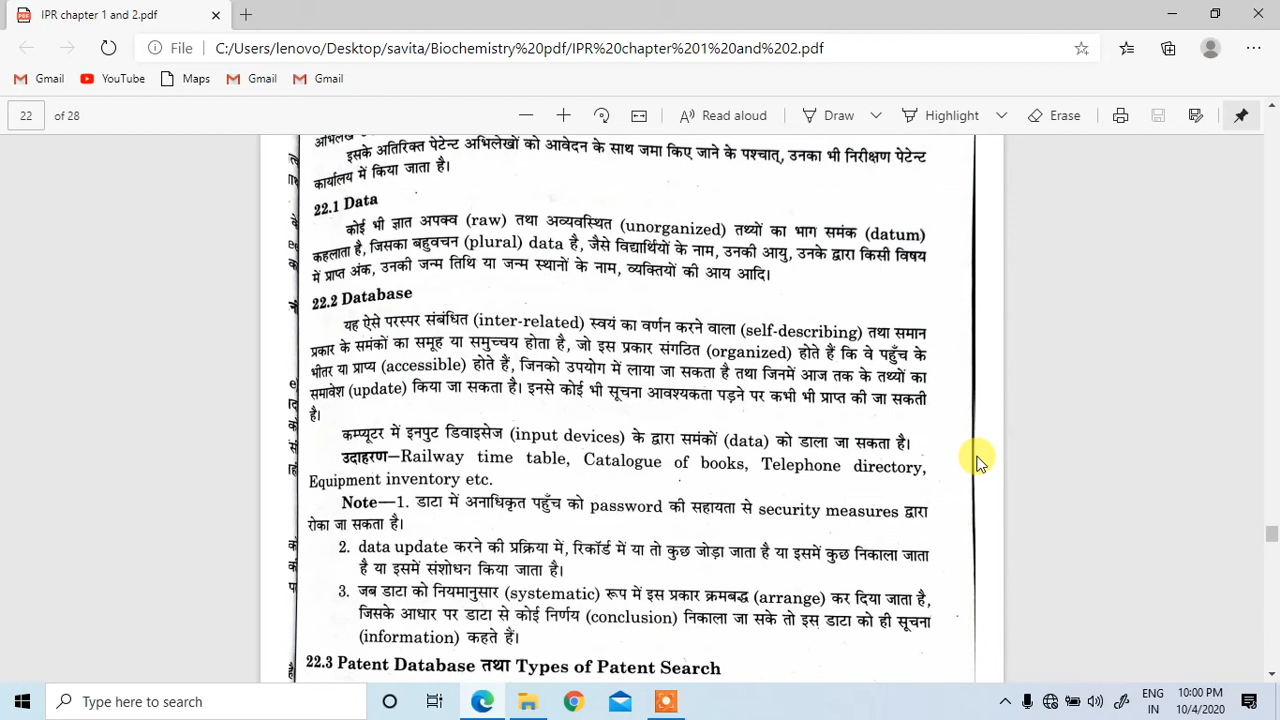 IPR chapter 1 and 2.pdf
File C:/Users/lenovo/Desktop/savita/Biochemistry%20pdf/IPR%20chapter%201%20and%202.pdf
Gmail YouTube Maps Gmail Gmail
22 of 28 Read aloud Draw Highlight Erase
अभिलेख
इसके अतिरिक्त पेटेन्ट अभिलेखों को आवेदन के साथ जमा किए जाने के पश्चात्, उनका भी निरीक्षण पेटेन्ट
कार्यालय में किया जाता है।
22.1 Data
कोई भी ज्ञात अपक्व (raw) तथा अव्यवस्थित (unorganized) तथ्यों का भाग समंक (datum)
कहलाता है, जिसका बहुवचन (plural) data है, जैसे विद्यार्थियों के नाम, उनकी आयु, उनके द्वारा किसी विषय
में प्राप्त अंक, उनकी जन्म तिथि या जन्म स्थानों के नाम, व्यक्तियों की आय आदि।
22.2 Database
यह ऐसे परस्पर संबंधित (inter-related) स्वयं का वर्णन करने वाला (self-describing) तथा समान
प्रकार के समंकों का समूह या समुच्चय होता है, जो इस प्रकार संगठित (organized) होते हैं कि वे पहुँच के
भीतर या प्राप्य (accessible) होते हैं, जिनको उपयोग में लाया जा सकता है तथा जिनमें आज तक के तथ्यों का
समावेश (update) किया जा सकता है। इनसे कोई भी सूचना आवश्यकता पड़ने पर कभी भी प्राप्त की जा सकती
है।
कम्प्यूटर में इनपुट डिवाइसेज (input devices) के द्वारा समंकों (data) को डाला जा सकता है।
उदाहरण—Railway time table, Catalogue of books, Telephone directory,
Equipment inventory etc.
Note—1. डाटा में अनाधिकृत पहुँच को password की सहायता से security measures द्वारा
रोका जा सकता है।
2. data update करने की प्रक्रिया में, रिकॉर्ड में या तो कुछ जोड़ा जाता है या इसमें कुछ निकाला जाता
है या इसमें संशोधन किया जाता है।
3. जब डाटा को नियमानुसार (systematic) रूप में इस प्रकार क्रमबद्ध (arrange) कर दिया जाता है,
जिसके आधार पर डाटा से कोई निर्णय (conclusion) निकाला जा सके तो इस डाटा को ही सूचना
(information) कहते हैं।
22.3 Patent Database तथा Types of Patent Search
Type here to search
ENG 10:00 PM
IN 10/4/2020